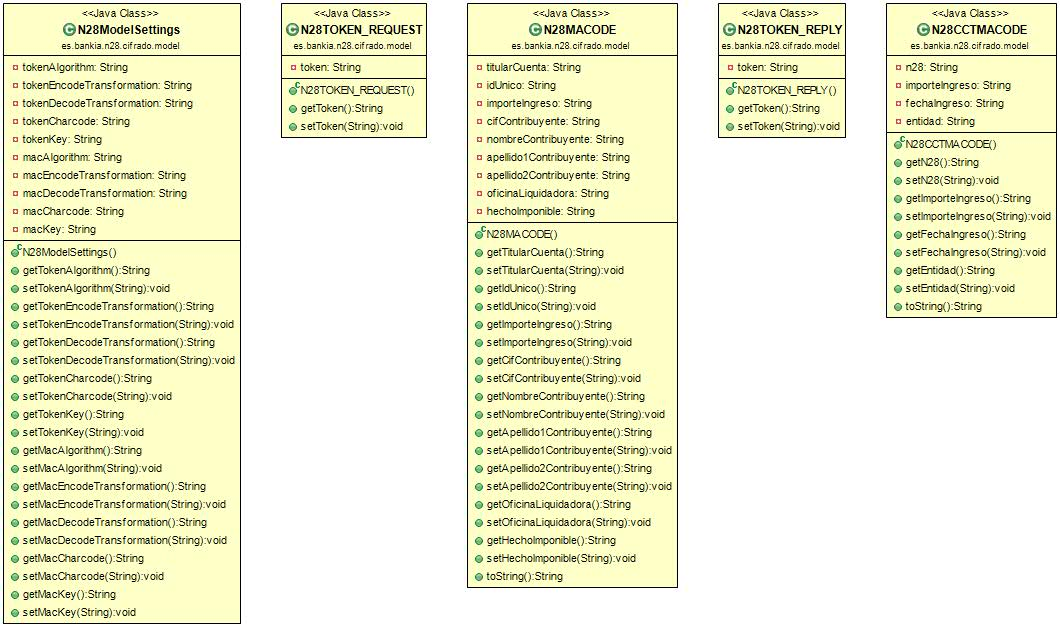 <<Java Class>>
N28ModelSettings
es.bankia.n28.cifrado.model
tokenAlgorithm: String
tokenEncodeTransformation: String
tokenDecodeTransformation: String
tokenCharcode: String
tokenKey: String
macAlgorithm: String
macEncodeTransformation: String
macDecodeTransformation: String
macCharcode: String
macKey: String
N28ModelSettings()
getTokenAlgorithm():String
setTokenAlgorithm(String):void
getTokenEncodeTransformation():String
setTokenEncodeTransformation(String):void
getTokenDecodeTransformation():String
setTokenDecodeTransformation(String):void
getTokenCharcode():String
setTokenCharcode(String):void
getTokenKey():String
setTokenKey(String):void
getMacAlgorithm():String
setMacAlgorithm(String):void
getMacEncodeTransformation():String
setMacEncodeTransformation(String):void
getMacDecodeTransformation():String
setMacDecodeTransformation(String):void
getMacCharcode():String
setMacCharcode(String):void
getMacKey():String
setMacKey(String):void
<<Java Class>>
N28TOKEN_REQUEST
es.bankia.n28.cifrado.model
token: String
N28TOKEN_REQUEST()
getToken():String
setToken(String):void
<<Java Class>>
N28MACODE
es.bankia.n28.cifrado.model
titularCuenta: String
idUnico: String
importeIngreso: String
cifContribuyente: String
nombreContribuyente: String
apellido1Contribuyente: String
apellido2Contribuyente: String
oficinaLiquidadora: String
hechoImponible: String
N28MACODE()
getTitularCuenta():String
setTitularCuenta(String):void
getIdUnico():String
setIdUnico(String):void
getImporteIngreso():String
setImporteIngreso(String):void
getCifContribuyente():String
setCifContribuyente(String):void
getNombreContribuyente():String
setNombreContribuyente(String):void
getApellido1Contribuyente():String
setApellido1Contribuyente(String):void
getApellido2Contribuyente():String
setApellido2Contribuyente(String):void
getOficinaLiquidadora():String
setOficinaLiquidadora(String):void
getHechoImponible():String
setHechoImponible(String):void
toString():String
<<Java Class>>
N28TOKEN_REPLY
es.bankia.n28.cifrado.model
token: String
N28TOKEN_REPLY()
getToken():String
setToken(String):void
<<Java Class>>
N28CCTMACODE
es.bankia.n28.cifrado.model
n28: String
importeIngreso: String
fechaIngreso: String
entidad: String
N28CCTMACODE()
getN28():String
setN28(String):void
getImporteIngreso():String
setImporteIngreso(String):void
getFechaIngreso():String
setFechaIngreso(String):void
getEntidad():String
setEntidad(String):void
toString():String